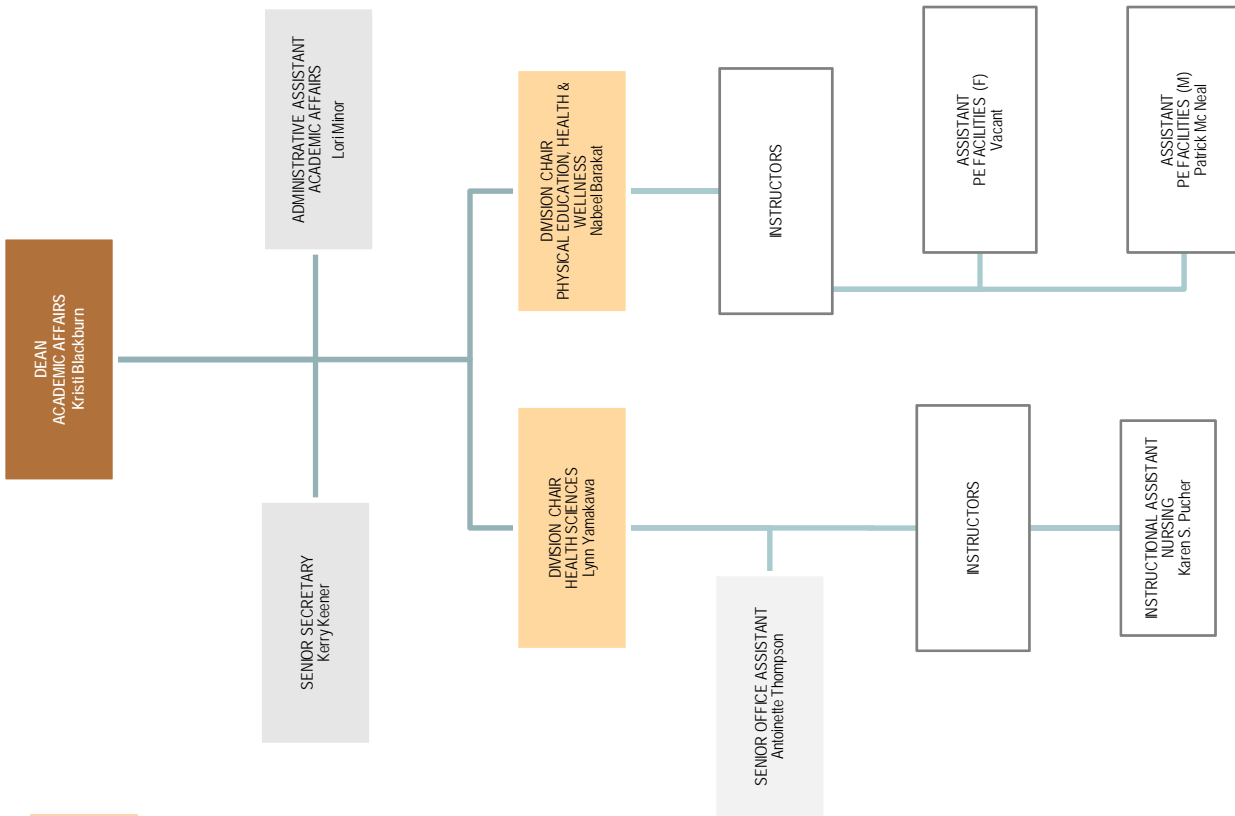 DEAN
ACADEMIC AFFAIRS
Kristi Blackburn
SENIOR SECRETARY
Kerry Keener
ADMINISTRATIVE ASSISTANT
ACADEMIC AFFAIRS
Lori Minor
DIVISION CHAIR
HEALTH SCIENCES
Lynn Yamakawa
DIVISION CHAIR
PHYSICAL EDUCATION, HEALTH &
WELLNESS
Nabeel Barakat
SENIOR OFFICE ASSISTANT
Antoinette Thompson
INSTRUCTORS
INSTRUCTORS
INSTRUCTIONAL ASSISTANT
NURSING
Karen S. Pucher
ASSISTANT
PE FACILITIES (F)
Vacant
ASSISTANT
PE FACILITIES (M)
Patrick Mc Neal